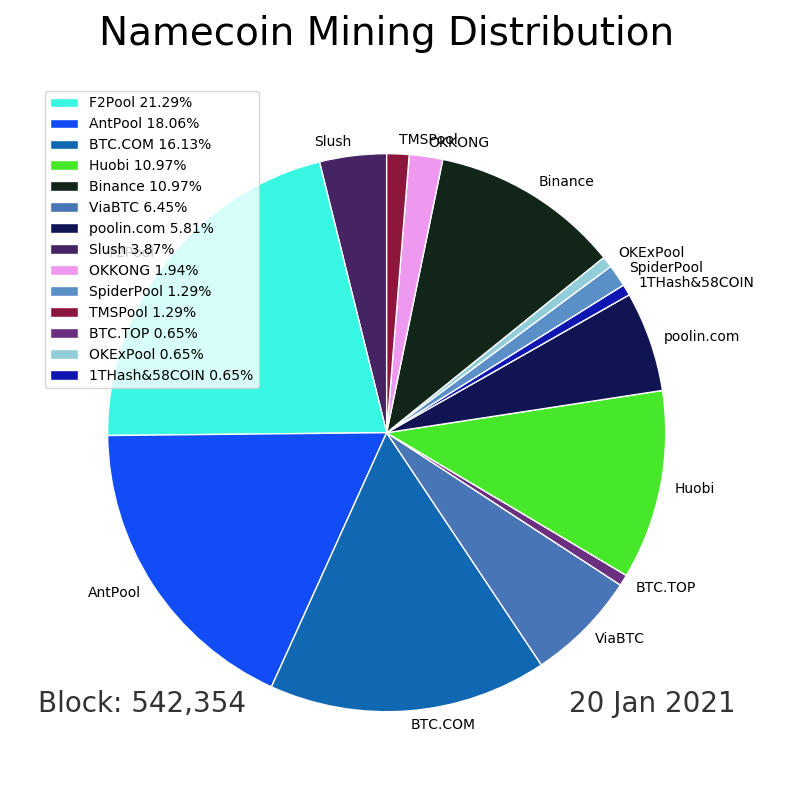 Namecoin Mining Distribution
F2Pool 21.29%
AntPool 18.06%
BTC.COM 16.13%
Huobi 10.97%
Binance 10.97%
ViaBTC 6.45%
poolin.com 5.81%
Slush 3.87%
OKKONG 1.94%
SpiderPool 1.29%
TMSPool 1.29%
BTC.TOP 0.65%
OKExPool 0.65%
1THash&58COIN 0.65%
Slush
TMSPool
OKKONG
Binance
F2Pool
OKExPool
SpiderPool
1THash&58COIN
poolin.com
Huobi
BTC.TOP
AntPool
ViaBTC
BTC.COM
Block: 542,354
20 Jan 2021